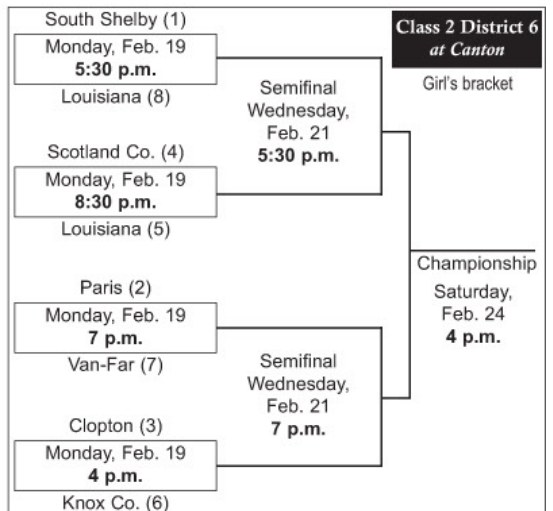 South Shelby (1)
Monday, Feb. 19
5:30 p.m.
Louisiana (8)
Scotland Co. (4)
Monday, Feb. 19
8:30 p.m.
Louisiana (5)
Paris (2)
Monday, Feb. 19
7 p.m.
Van-Far (7)
Clopton (3)
Monday, Feb. 19
4 p.m.
Knox Co. (6)
Semifinal
Wednesday,
Feb. 21
5:30 p.m.
Semifinal
Wednesday,
Feb. 21
7 p.m.
Class 2 District 6
at Canton
Girl's bracket
Championship
Saturday,
Feb. 24
4 p.m.